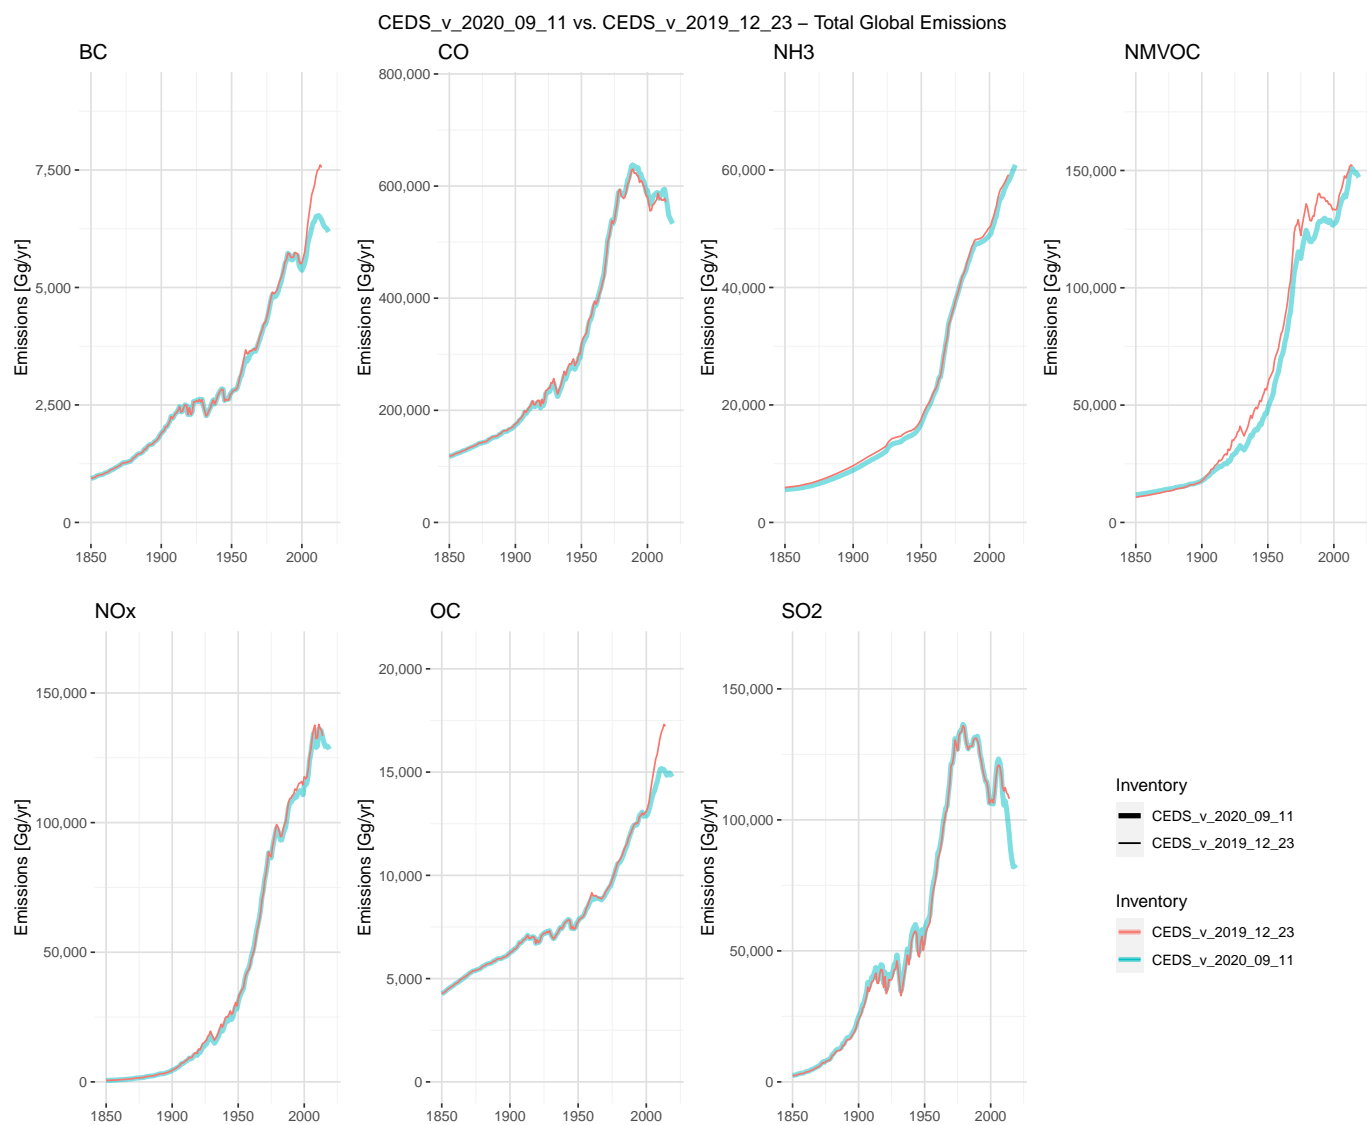 CEDS_v_2020_09_11 vs. CEDS_v_2019_12_23 – Total Global Emissions
BC
Emissions [Gg/yr]
7,500
5,000
2,500
0
1850 1900 1950 2000
CO
Emissions [Gg/yr]
800,000
600,000
400,000
200,000
0
1850 1900 1950 2000
NH3
Emissions [Gg/yr]
60,000
40,000
20,000
0
1850 1900 1950 2000
NMVOC
Emissions [Gg/yr]
150,000
100,000
50,000
0
1850 1900 1950 2000
NOx
Emissions [Gg/yr]
150,000
100,000
50,000
0
1850 1900 1950 2000
OC
Emissions [Gg/yr]
20,000
15,000
10,000
5,000
0
1850 1900 1950 2000
SO2
Emissions [Gg/yr]
150,000
100,000
50,000
0
1850 1900 1950 2000
Inventory
CEDS_v_2020_09_11
CEDS_v_2019_12_23
Inventory
CEDS_v_2019_12_23
CEDS_v_2020_09_11